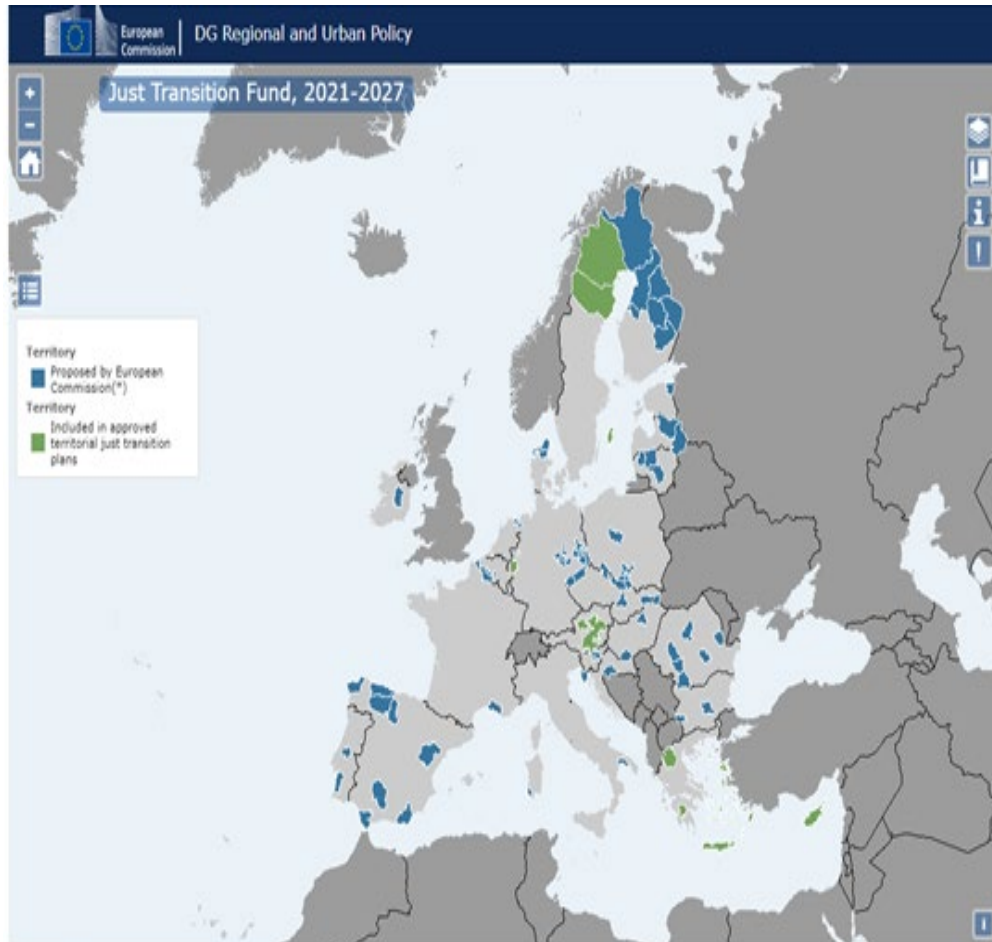 European
Commission
DG Regional and Urban Policy
Just Transition Fund, 2021-2027
+
-
i
!
Territory
Proposed by European
Commission(*)
Territory
Included in approved
territorial just transition
plans